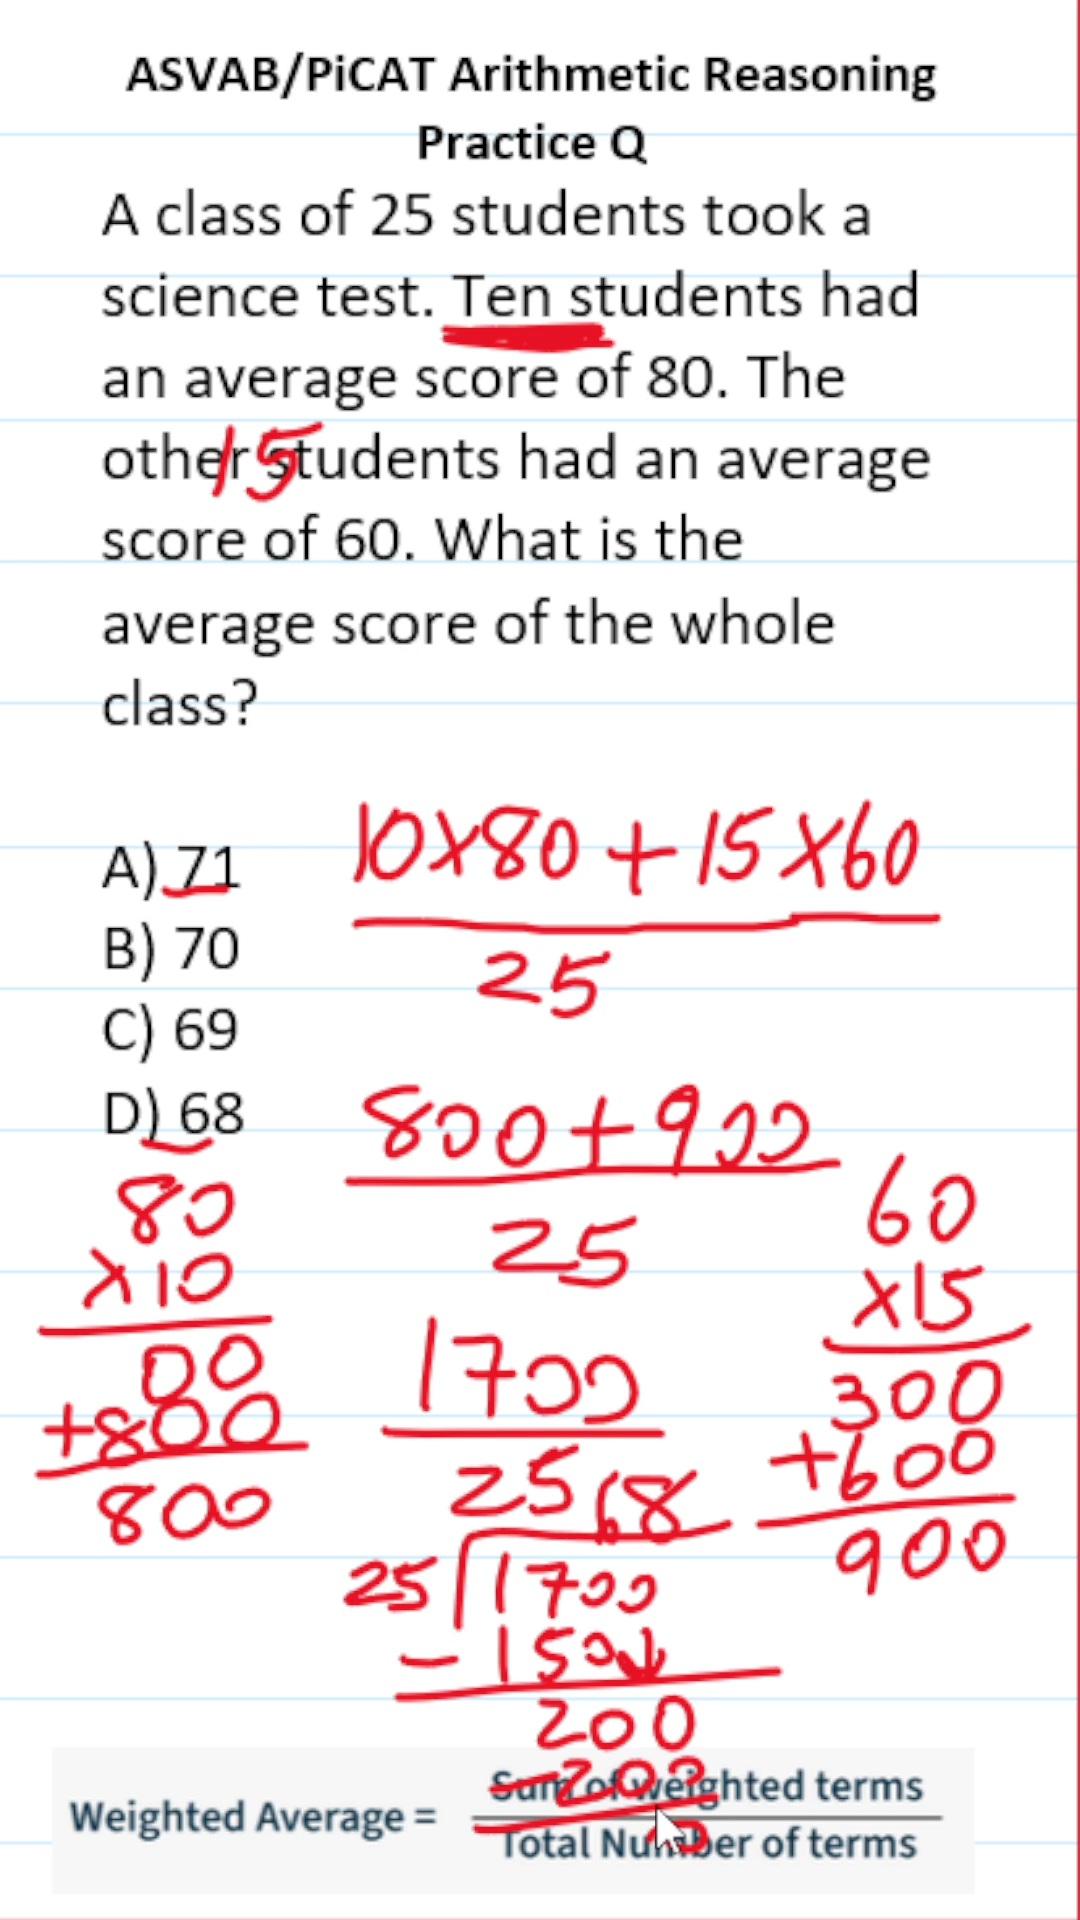 ASVAB/PiCAT Arithmetic Reasoning
Practice Q
A class of 25 students took a
science test. Ten students had
an average score of 80. The
other students had an average
15
score of 60. What is the
average score of the whole
class?
A) 71
B) 70
C) 69
D) 68
10x80 + 15x60
25
800 + 900
25
1700
25
80
x10
00
+800
800
60
x15
300
+600
900
68
25 1700
- 150
200
-200
0
Weighted Average = Sum of weighted terms
Total Number of terms